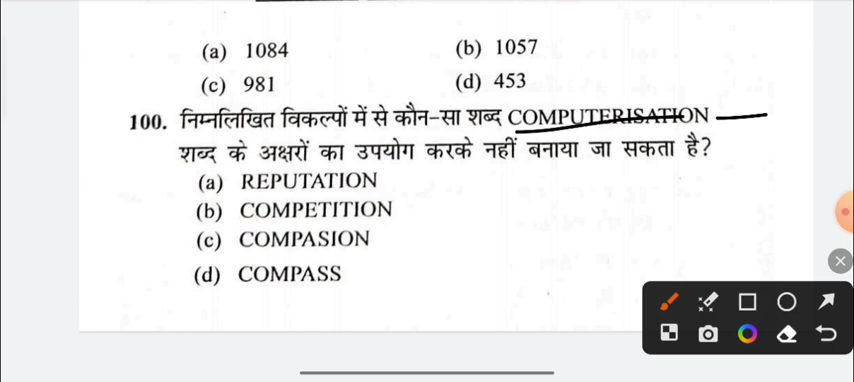 (a) 1084 (b) 1057
(c) 981 (d) 453
100. निम्नलिखित विकल्पों में से कौन-सा शब्द COMPUTERISATION
शब्द के अक्षरों का उपयोग करके नहीं बनाया जा सकता है?
(a) REPUTATION
(b) COMPETITION
(c) COMPASION
(d) COMPASS